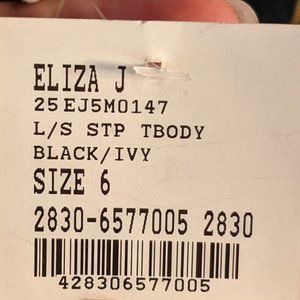 ELIZA J
25EJ5M0147
L/S STP TBODY
BLACK/IVY
SIZE 6
2830-6577005 2830
428306577005